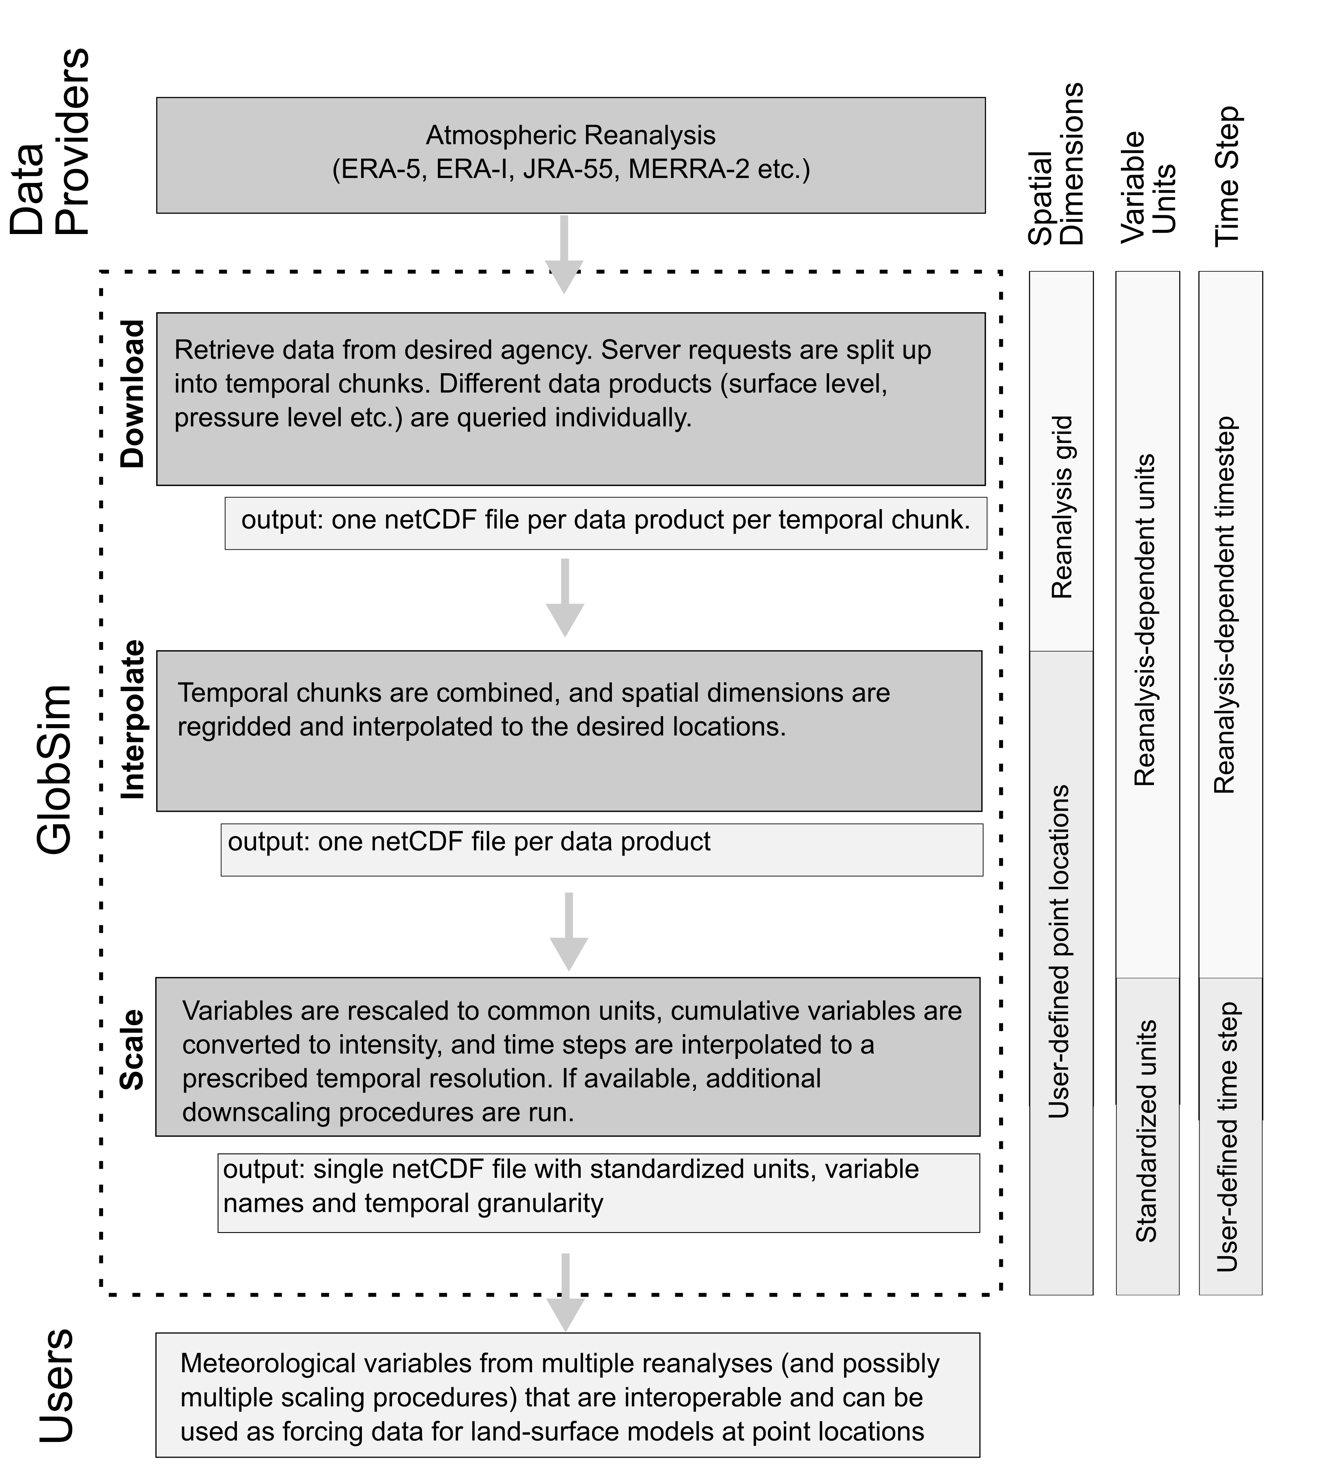 Data
Providers
Atmospheric Reanalysis
(ERA-5, ERA-I, JRA-55, MERRA-2 etc.)
Spatial
Dimensions
Variable
Units
Time Step
GlobSim
Download
Retrieve data from desired agency. Server requests are split up
into temporal chunks. Different data products (surface level,
pressure level etc.) are queried individually.
output: one netCDF file per data product per temporal chunk.
Interpolate
Temporal chunks are combined, and spatial dimensions are
regridded and interpolated to the desired locations.
output: one netCDF file per data product
Scale
Variables are rescaled to common units, cumulative variables are
converted to intensity, and time steps are interpolated to a
prescribed temporal resolution. If available, additional
downscaling procedures are run.
output: single netCDF file with standardized units, variable
names and temporal granularity
Reanalysis grid
User-defined point locations
Reanalysis-dependent units
Standardized units
Reanalysis-dependent timestep
User-defined time step
Users
Meteorological variables from multiple reanalyses (and possibly
multiple scaling procedures) that are interoperable and can be
used as forcing data for land-surface models at point locations